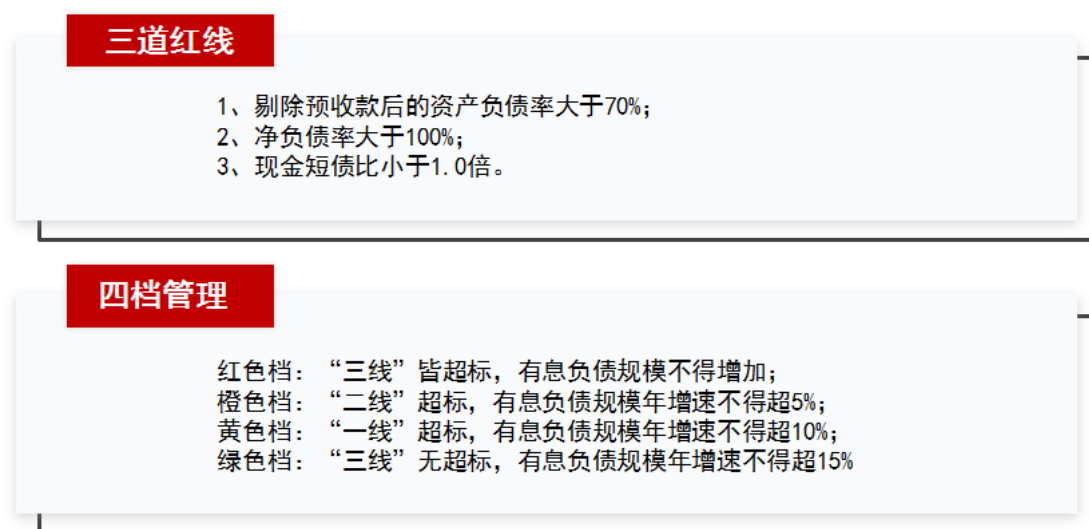 三道红线
1、剔除预收款后的资产负债率大于70%；
2、净负债率大于100%；
3、现金短债比小于1.0倍。
四档管理
红色档：“三线”皆超标，有息负债规模不得增加；
橙色档：“二线”超标，有息负债规模年增速不得超5%；
黄色档：“一线”超标，有息负债规模年增速不得超10%；
绿色档：“三线”无超标，有息负债规模年增速不得超15%